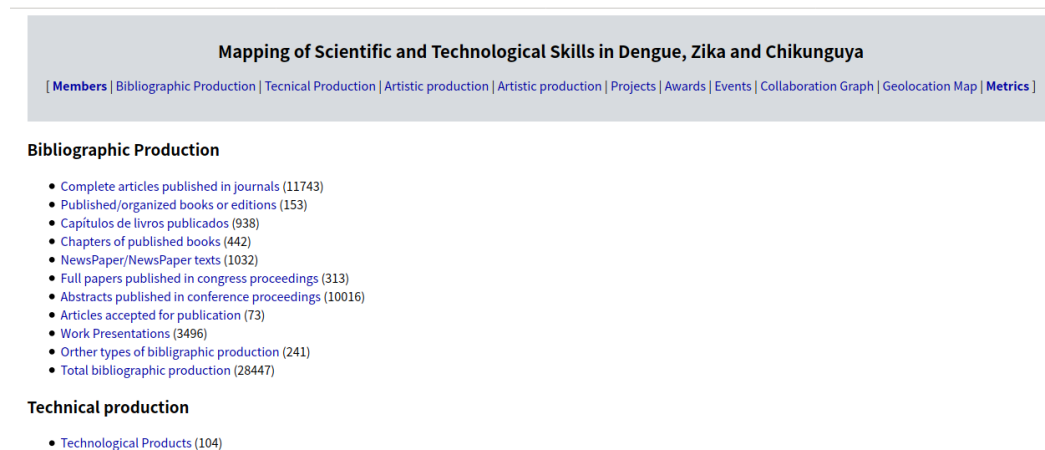 Mapping of Scientific and Technological Skills in Dengue, Zika and Chikunguya
[ Members | Bibliographic Production | Tecnical Production | Artistic production | Artistic production | Projects | Awards | Events | Collaboration Graph | Geolocation Map | Metrics ]
Bibliographic Production
• Complete articles published in journals (11743)
• Published/organized books or editions (153)
• Capítulos de livros publicados (938)
• Chapters of published books (442)
• NewsPaper/NewsPaper texts (1032)
• Full papers published in congress proceedings (313)
• Abstracts published in conference proceedings (10016)
• Articles accepted for publication (73)
• Work Presentations (3496)
• Orther types of bibligraphic production (241)
• Total bibliographic production (28447)
Technical production
• Technological Products (104)